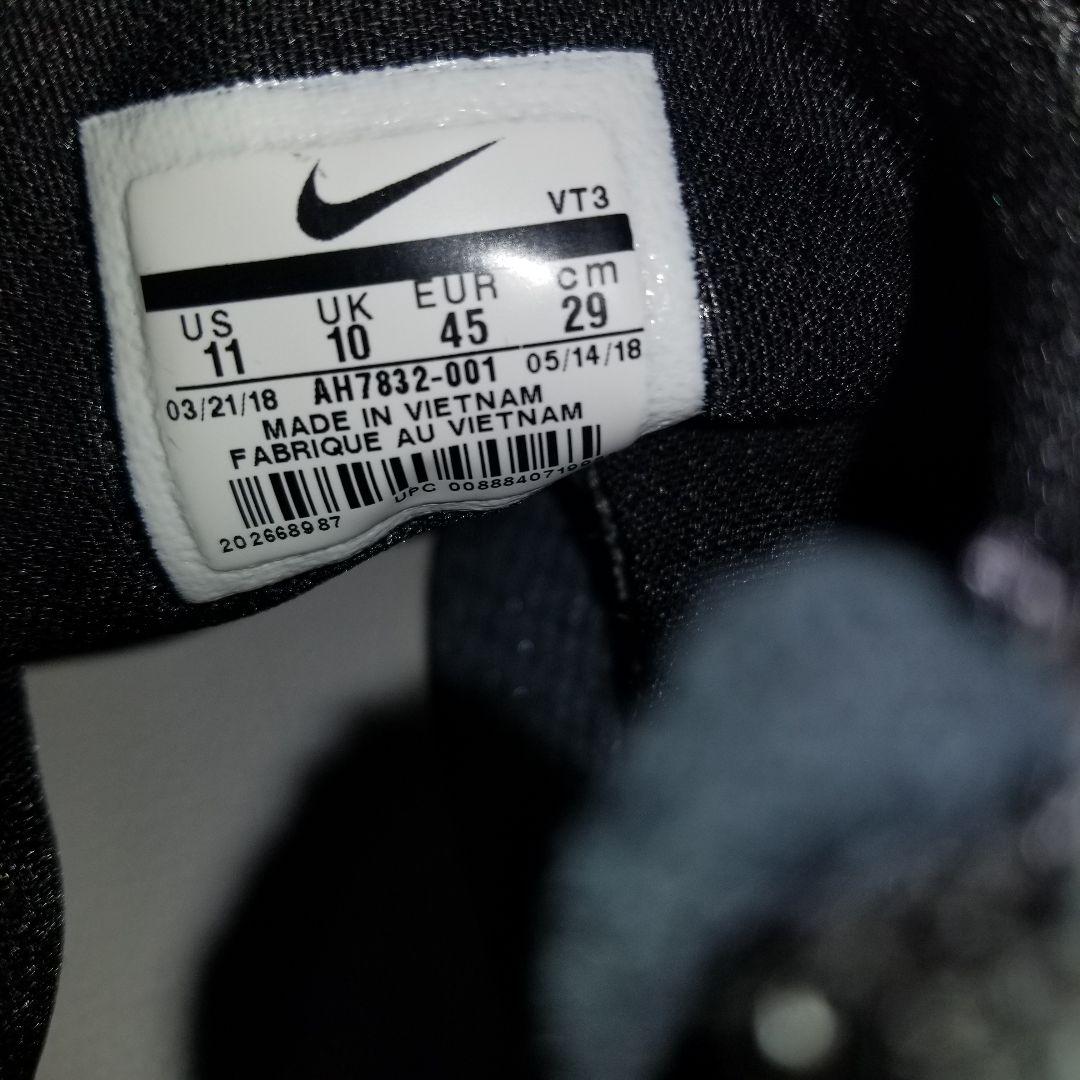 VT3
US UK EUR cm
11 10 45 29
03/21/18 AH7832-001 05/14/18
MADE IN VIETNAM
FABRIQUE AU VIETNAM
202668987 UPC